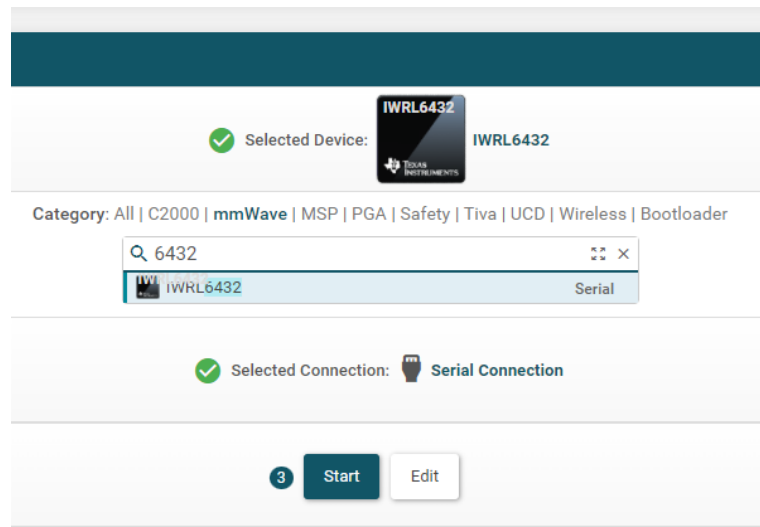 IWRL6432
Selected Device:
TEXAS
INSTRUMENTS
IWRL6432
Category: All | C2000 | mmWave | MSP | PGA | Safety | Tiva | UCD | Wireless | Bootloader
6432
IWRL6432 Serial
Selected Connection: Serial Connection
3 Start Edit